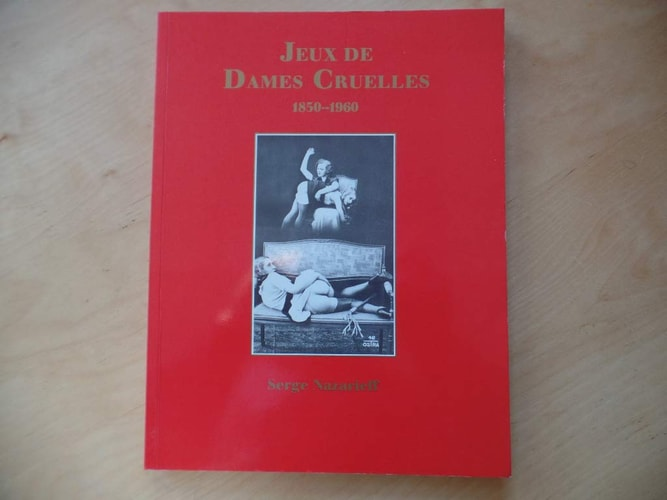 JEUX DE
DAMES CRUELLES
1850–1960
Serge Nazarieff